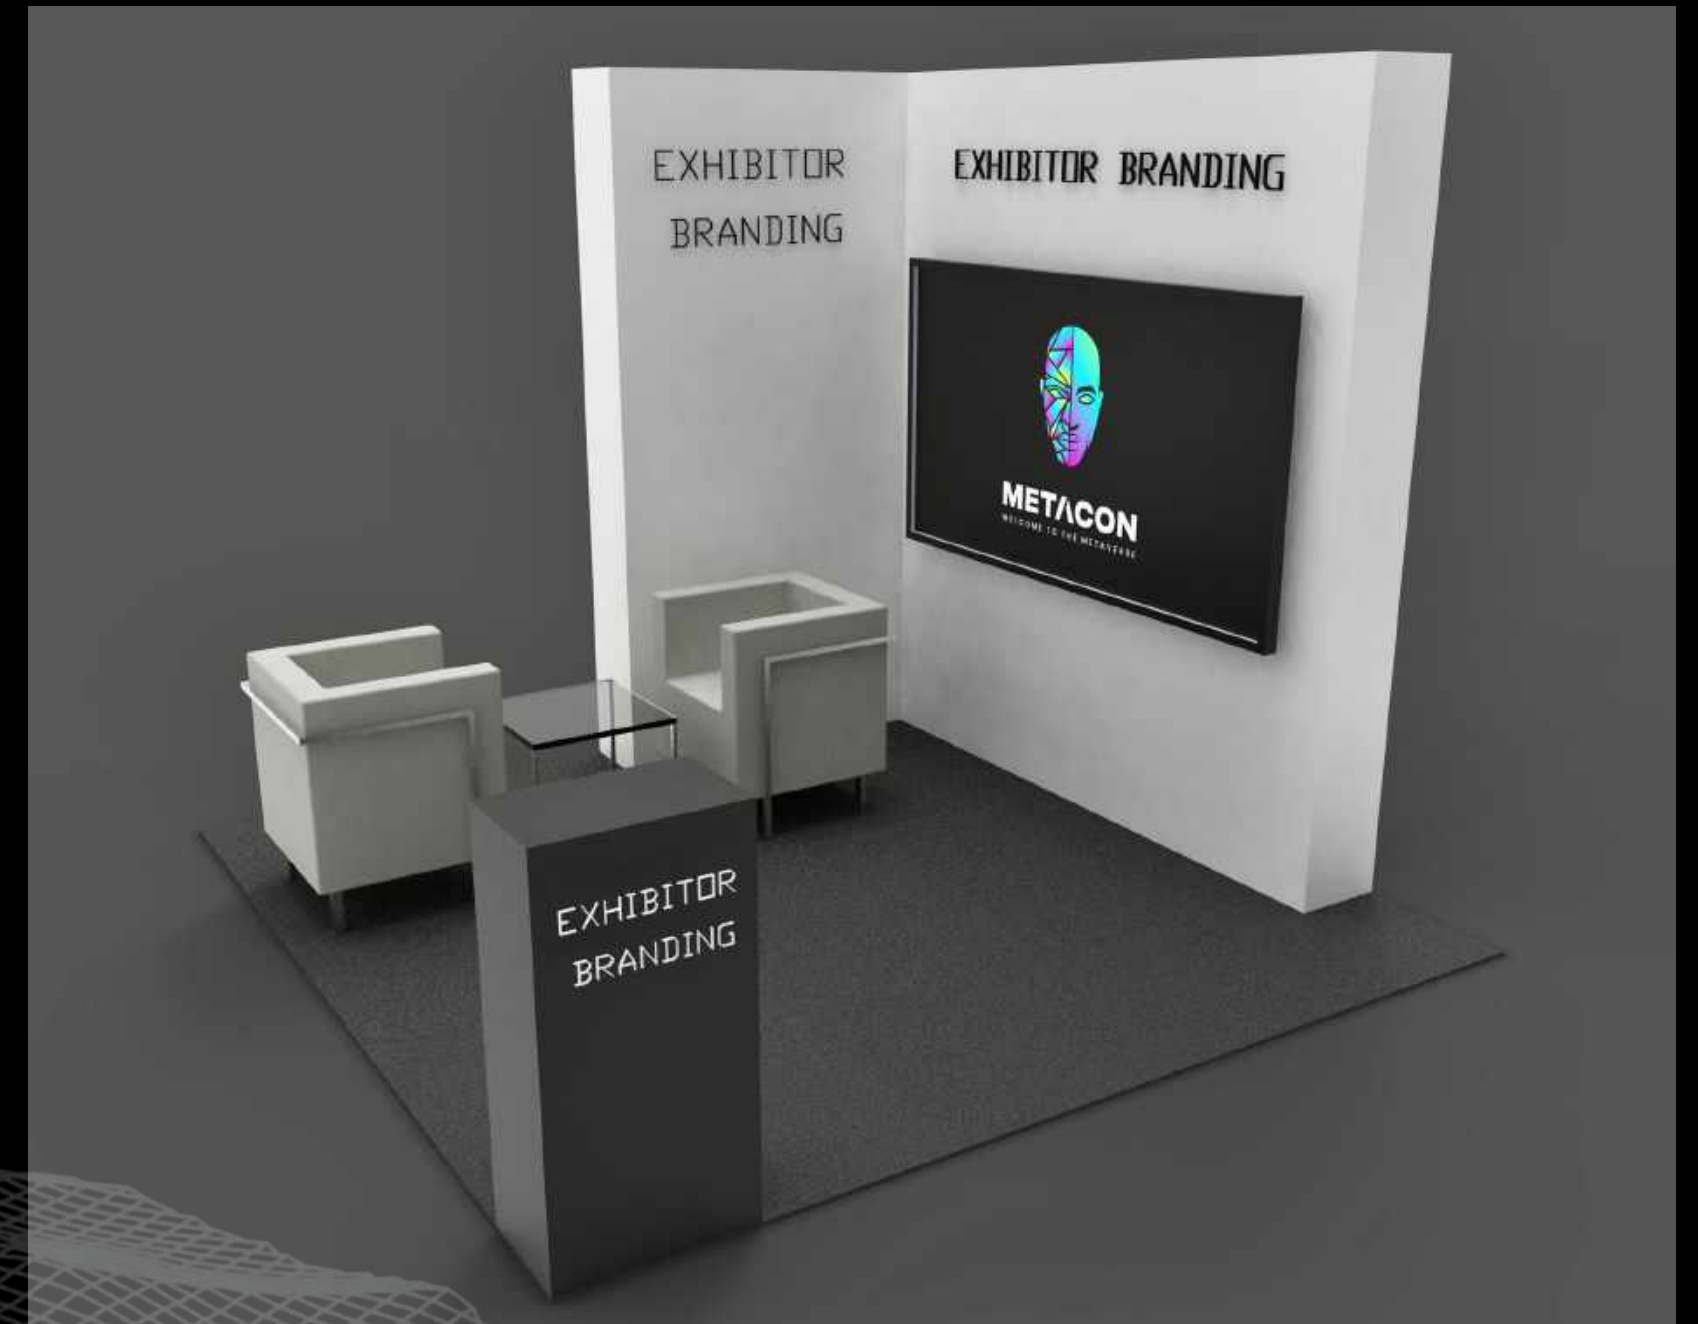 EXHIBITOR
BRANDING
EXHIBITOR BRANDING
METACON
WELCOME TO THE METAVERSE
EXHIBITOR
BRANDING